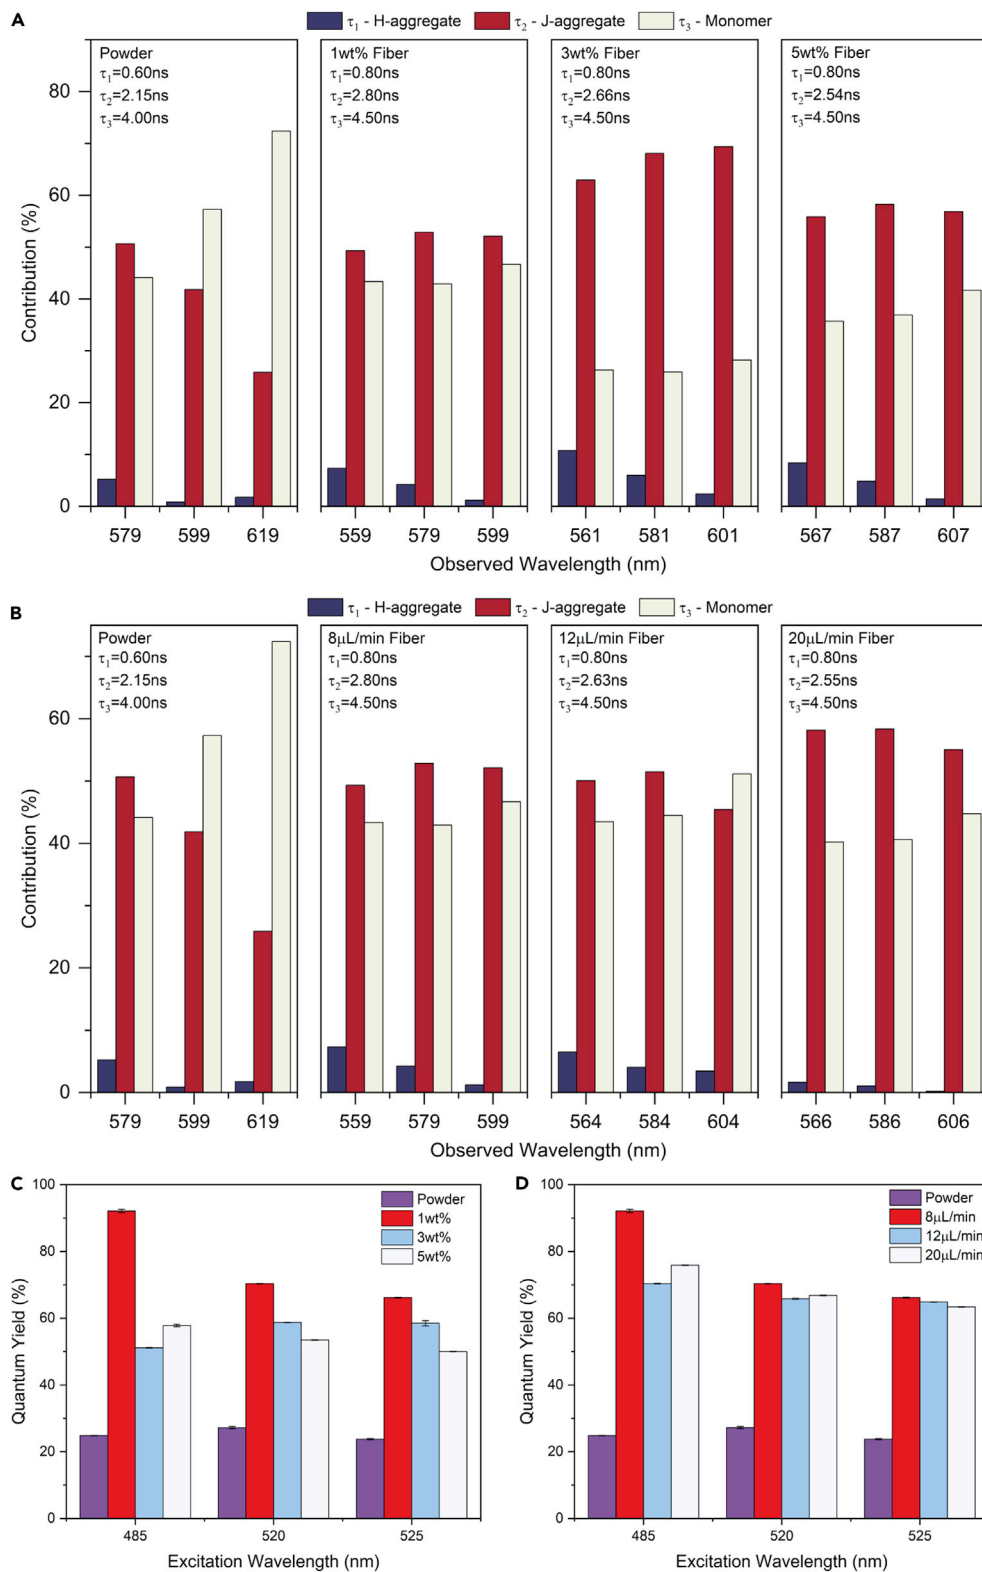 A
τ1 - H-aggregate τ2 - J-aggregate τ3 - Monomer
Powder
τ1=0.60ns
τ2=2.15ns
τ3=4.00ns
1wt% Fiber
τ1=0.80ns
τ2=2.80ns
τ3=4.50ns
3wt% Fiber
τ1=0.80ns
τ2=2.66ns
τ3=4.50ns
5wt% Fiber
τ1=0.80ns
τ2=2.54ns
τ3=4.50ns
80
60
40
20
0
Contribution (%)
579 599 619 559 579 599 561 581 601 567 587 607
Observed Wavelength (nm)
B
τ1 - H-aggregate τ2 - J-aggregate τ3 - Monomer
Powder
τ1=0.60ns
τ2=2.15ns
τ3=4.00ns
8μL/min Fiber
τ1=0.80ns
τ2=2.80ns
τ3=4.50ns
12μL/min Fiber
τ1=0.80ns
τ2=2.63ns
τ3=4.50ns
20μL/min Fiber
τ1=0.80ns
τ2=2.55ns
τ3=4.50ns
60
40
20
0
Contribution (%)
579 599 619 559 579 599 564 584 604 566 586 606
Observed Wavelength (nm)
C
100
80
60
40
20
0
Quantum Yield (%)
Powder
1wt%
3wt%
5wt%
485 520 525
Excitation Wavelength (nm)
D
100
80
60
40
20
0
Quantum Yield (%)
Powder
8μL/min
12μL/min
20μL/min
485 520 525
Excitation Wavelength (nm)